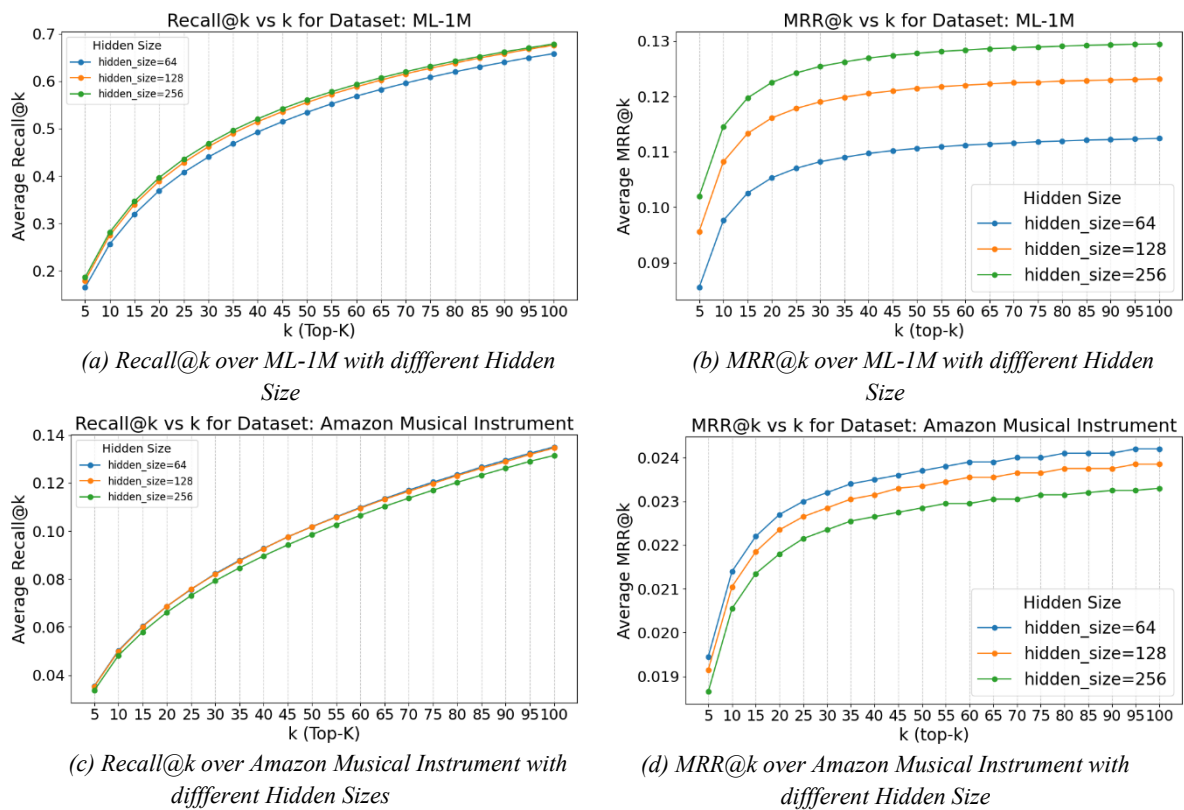 Recall@k vs k for Dataset: ML-1M
Average Recall@k
0.7
0.6
0.5
0.4
0.3
0.2
Hidden Size
hidden_size=64
hidden_size=128
hidden_size=256
5 10 15 20 25 30 35 40 45 50 55 60 65 70 75 80 85 90 95 100
k (Top-K)
(a) Recall@k over ML-1M with diffferent Hidden
Size
MRR@k vs k for Dataset: ML-1M
Average MRR@k
0.13
0.12
0.11
0.10
0.09
Hidden Size
hidden_size=64
hidden_size=128
hidden_size=256
5 10 15 20 25 30 35 40 45 50 55 60 65 70 75 80 85 90 95 100
k (top-k)
(b) MRR@k over ML-1M with diffferent Hidden
Size
Recall@k vs k for Dataset: Amazon Musical Instrument
Average Recall@k
0.14
0.12
0.10
0.08
0.06
0.04
Hidden Size
hidden_size=64
hidden_size=128
hidden_size=256
5 10 15 20 25 30 35 40 45 50 55 60 65 70 75 80 85 90 95 100
k (Top-K)
(c) Recall@k over Amazon Musical Instrument with
diffferent Hidden Sizes
MRR@k vs k for Dataset: Amazon Musical Instrument
Average MRR@k
0.024
0.023
0.022
0.021
0.020
0.019
Hidden Size
hidden_size=64
hidden_size=128
hidden_size=256
5 10 15 20 25 30 35 40 45 50 55 60 65 70 75 80 85 90 95 100
k (top-k)
(d) MRR@k over Amazon Musical Instrument with
diffferent Hidden Size